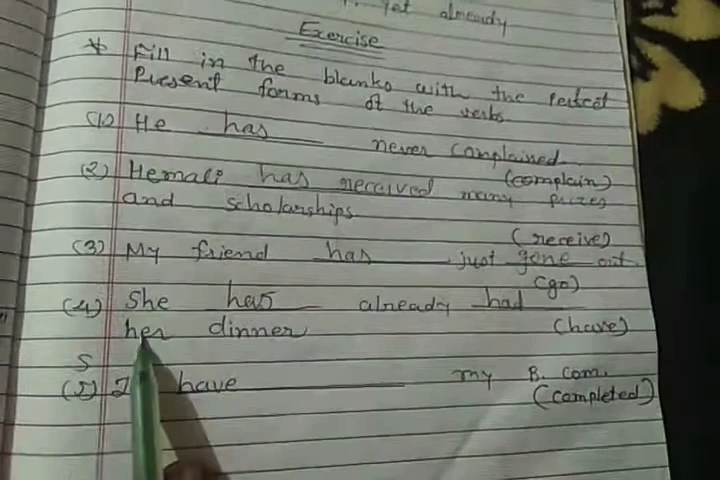 yet already
Exercise
* Fill in the blanks with the Perfect
Present forms of the verbs
(1) He has never complained.
(complain)
(2) Hemali has received many prizes
and scholarships
(receive)
(3) My friend has just gone out.
(go)
(4) She has already had
her dinner (have)
S
(5) I have my B. com.
(completed)